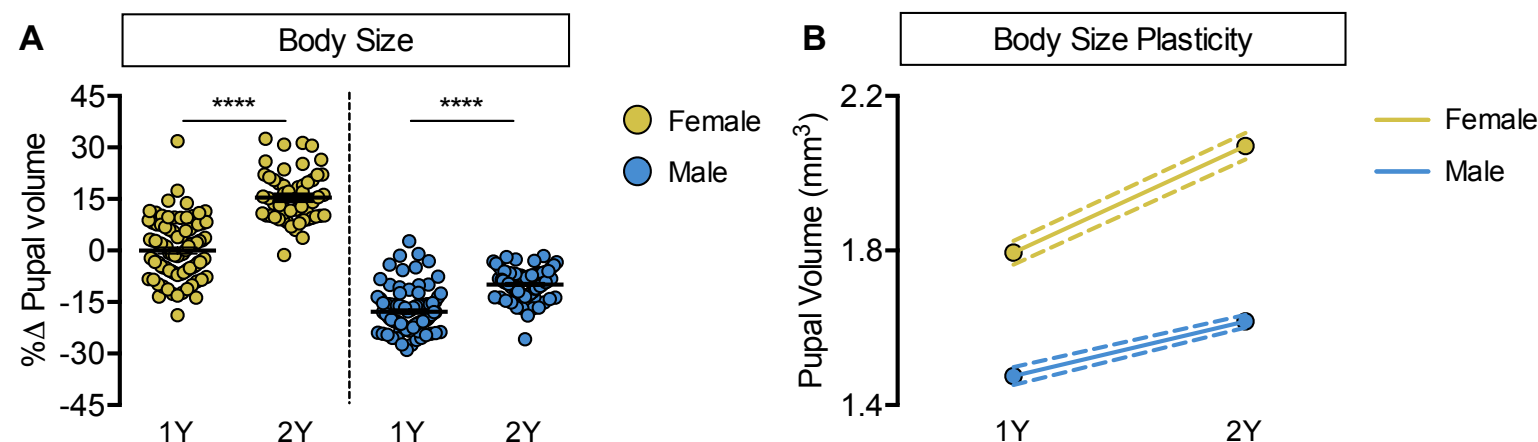 A
Body Size
45
30
15
0
-15
-30
-45
%Δ Pupal volume
****
****
1Y
2Y
1Y
2Y
Female
Male
B
Body Size Plasticity
2.2
1.8
1.4
Pupal Volume (mm³)
1Y
2Y
Female
Male